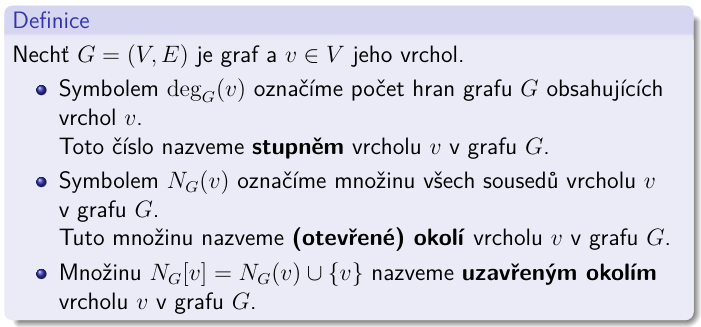 Definice
Nechť G = (V, E) je graf a v ∈ V jeho vrchol.
Symbolem deg_G(v) označíme počet hran grafu G obsahujících
vrchol v.
Toto číslo nazveme stupněm vrcholu v v grafu G.
Symbolem N_G(v) označíme množinu všech sousedů vrcholu v
v grafu G.
Tuto množinu nazveme (otevřené) okolí vrcholu v v grafu G.
Množinu N_G[v] = N_G(v) ∪ {v} nazveme uzavřeným okolím
vrcholu v v grafu G.